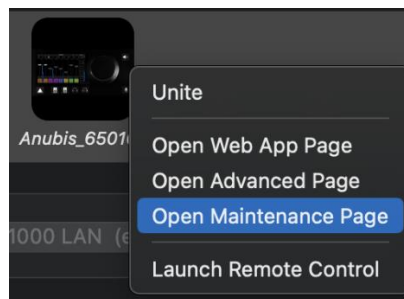 Unite
Anubis_6501
Open Web App Page
Open Advanced Page
Open Maintenance Page
1000 LAN (e
Launch Remote Control